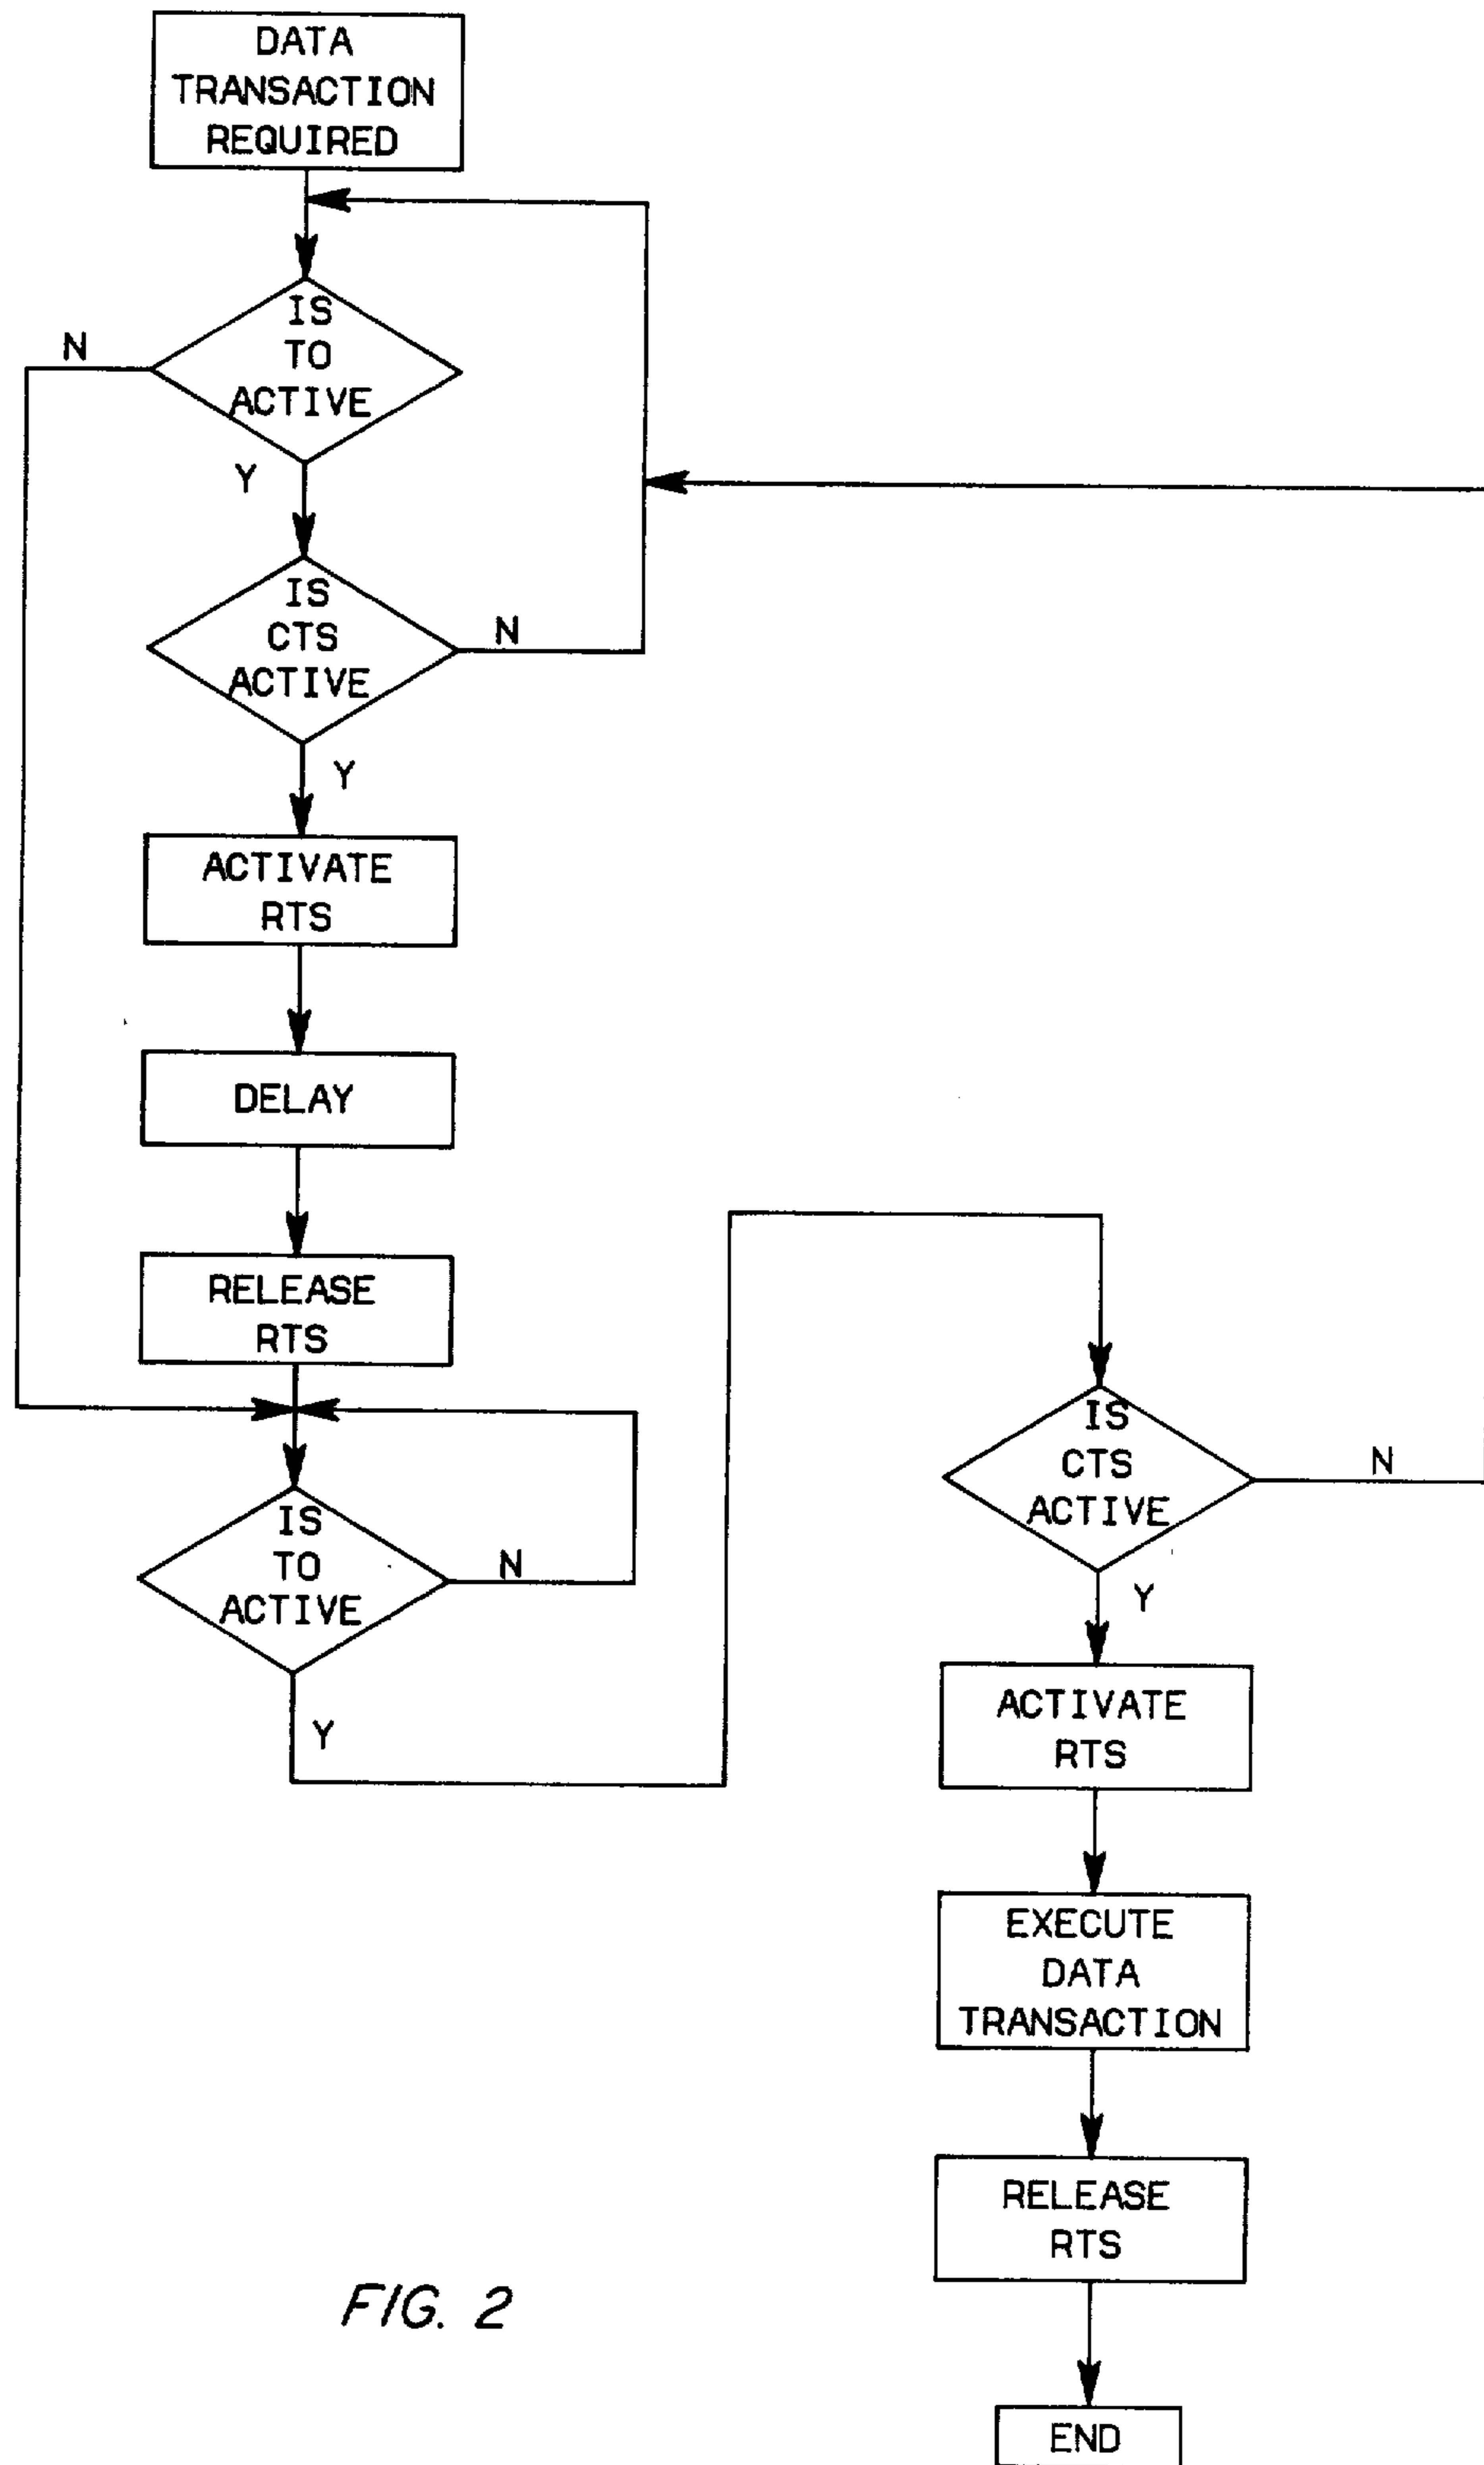 DATA
TRANSACTION
REQUIRED
IS
TO
ACTIVE
N
Y
IS
CTS
ACTIVE
N
Y
ACTIVATE
RTS
DELAY
RELEASE
RTS
IS
TO
ACTIVE
N
Y
IS
CTS
ACTIVE
N
Y
ACTIVATE
RTS
EXECUTE
DATA
TRANSACTION
RELEASE
RTS
END
FIG. 2